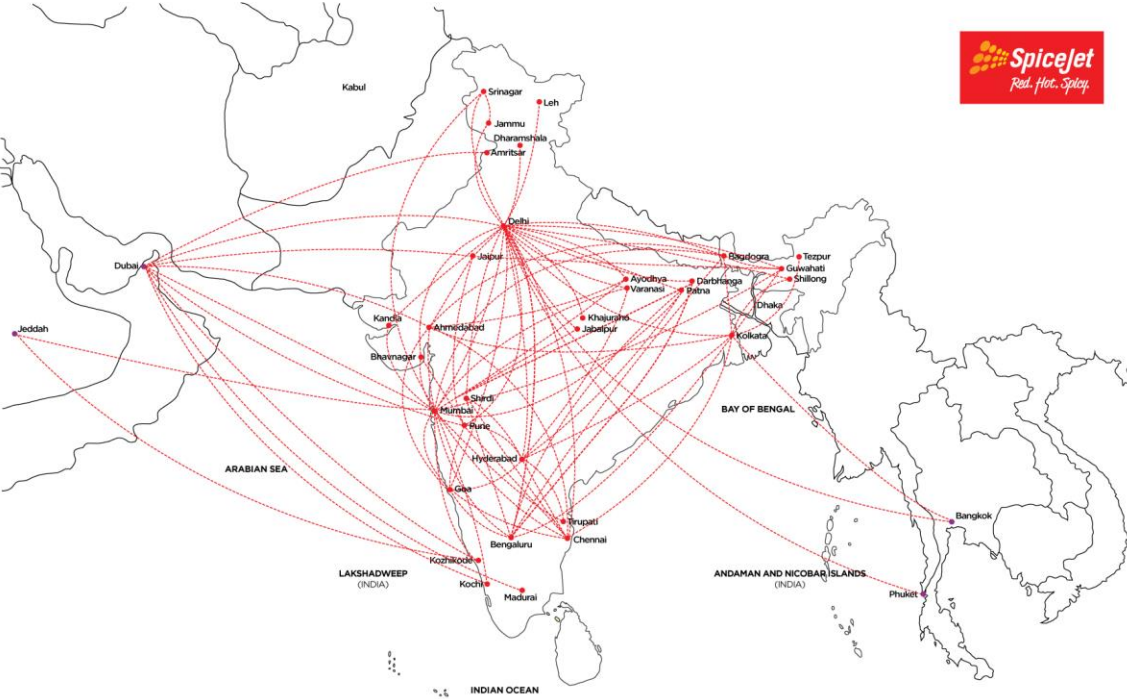 SpiceJet
Red. Hot. Spicy.
Kabul
Srinagar
Leh
Jammu
Dharamshala
Amritsar
Delhi
Dubai
Jaipur
Bagdogra
Tezpur
Guwahati
Ayodhya
Darbhanga
Shillong
Varanasi
Patna
Dhaka
Kandla
Khajuraho
Jeddah
Ahmedabad
Jabalpur
Kolkata
Bhavnagar
Shirdi
Mumbai
BAY OF BENGAL
Pune
Hyderabad
ARABIAN SEA
Goa
Bangkok
Tirupati
Bengaluru
Chennai
Kozhikode
LAKSHADWEEP
(INDIA)
ANDAMAN AND NICOBAR ISLANDS
(INDIA)
Kochi
Madurai
Phuket
INDIAN OCEAN